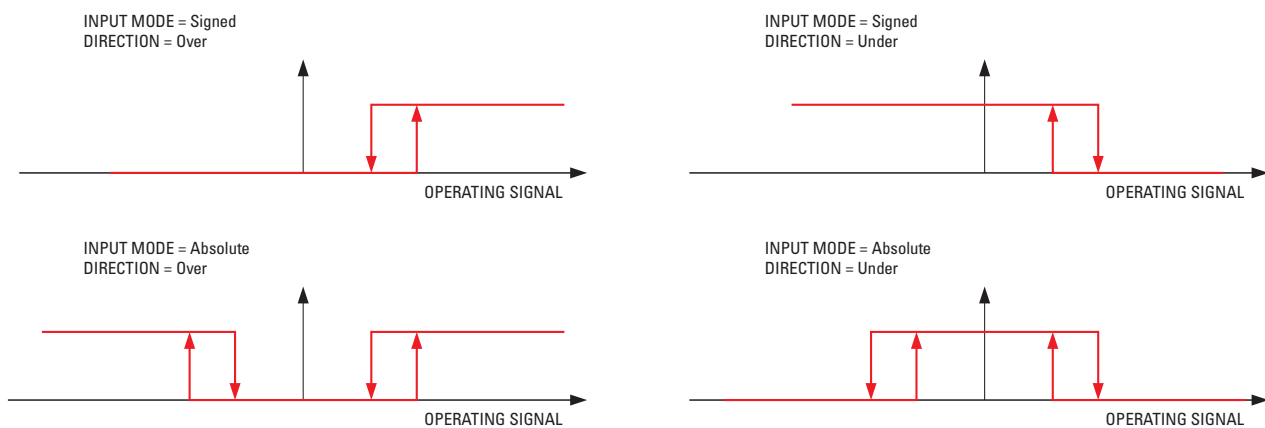 INPUT MODE = Signed
DIRECTION = Over
OPERATING SIGNAL
INPUT MODE = Signed
DIRECTION = Under
OPERATING SIGNAL
INPUT MODE = Absolute
DIRECTION = Over
OPERATING SIGNAL
INPUT MODE = Absolute
DIRECTION = Under
OPERATING SIGNAL